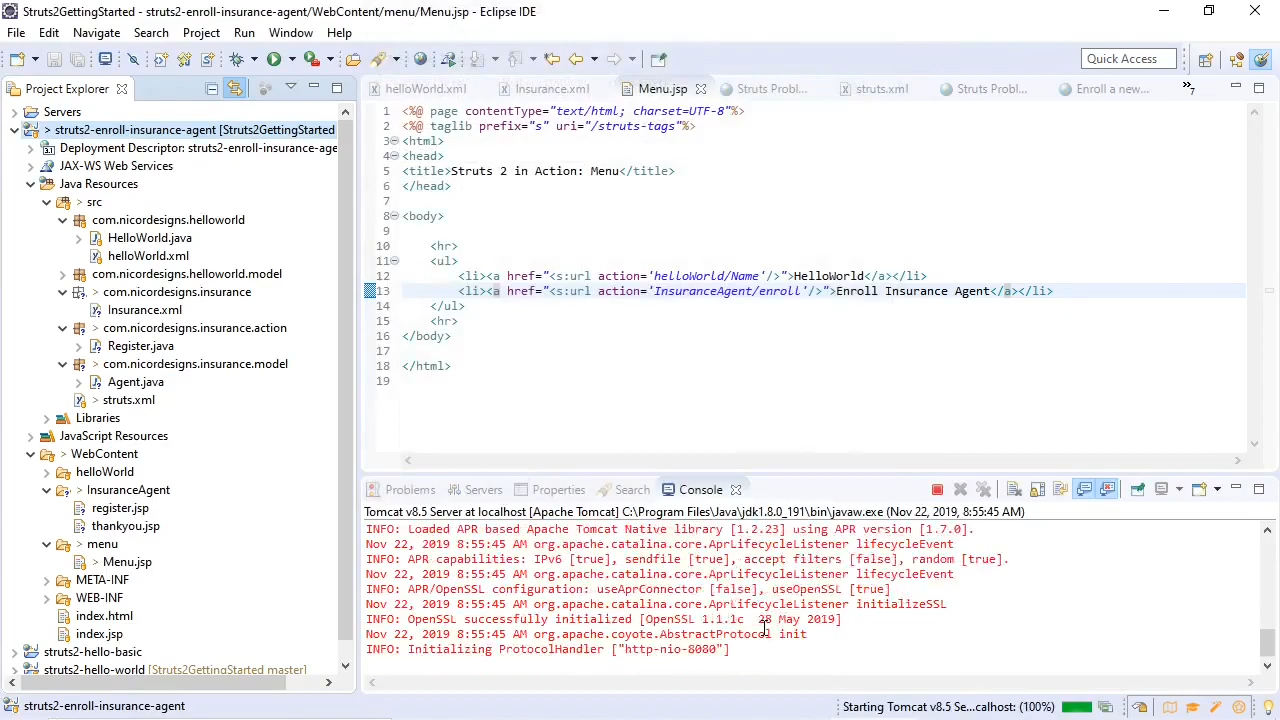 Struts2GettingStarted - struts2-enroll-insurance-agent/WebContent/menu/Menu.jsp - Eclipse IDE
File Edit Navigate Search Project Run Window Help
Quick Access
Project Explorer
Servers
> struts2-enroll-insurance-agent [Struts2GettingStarted
Deployment Descriptor: struts2-enroll-insurance-age
JAX-WS Web Services
Java Resources
> src
com.nicordesigns.helloworld
HelloWorld.java
helloWorld.xml
> com.nicordesigns.helloworld.model
> com.nicordesigns.insurance
Insurance.xml
> com.nicordesigns.insurance.action
Register.java
> com.nicordesigns.insurance.model
Agent.java
> struts.xml
Libraries
JavaScript Resources
> WebContent
helloWorld
InsuranceAgent
register.jsp
thankyou.jsp
> menu
> Menu.jsp
META-INF
WEB-INF
index.html
index.jsp
struts2-hello-basic
struts2-hello-world [Struts2GettingStarted master]
helloWorld.xml Insurance.xml Menu.jsp Struts Probl... struts.xml Struts Probl... Enroll a new... »7
1 <%@ page contentType="text/html; charset=UTF-8"%>
2 <%@ taglib prefix="s" uri="/struts-tags"%>
3 <html>
4 <head>
5 <title>Struts 2 in Action: Menu</title>
6 </head>
7
8 <body>
9
10 <hr>
11 <ul>
12 <li><a href="<s:url action='helloWorld/Name'/>">HelloWorld</a></li>
13 <li><a href="<s:url action='InsuranceAgent/enroll'/>">Enroll Insurance Agent</a></li>
14 </ul>
15 <hr>
16 </body>
17
18 </html>
19
Problems Servers Properties Search Console
Tomcat v8.5 Server at localhost [Apache Tomcat] C:\Program Files\Java\jdk1.8.0_191\bin\javaw.exe (Nov 22, 2019, 8:55:45 AM)
INFO: Loaded APR based Apache Tomcat Native library [1.2.23] using APR version [1.7.0].
Nov 22, 2019 8:55:45 AM org.apache.catalina.core.AprLifecycleListener lifecycleEvent
INFO: APR capabilities: IPv6 [true], sendfile [true], accept filters [false], random [true].
Nov 22, 2019 8:55:45 AM org.apache.catalina.core.AprLifecycleListener lifecycleEvent
INFO: APR/OpenSSL configuration: useAprConnector [false], useOpenSSL [true]
Nov 22, 2019 8:55:45 AM org.apache.catalina.core.AprLifecycleListener initializeSSL
INFO: OpenSSL successfully initialized [OpenSSL 1.1.1c 28 May 2019]
Nov 22, 2019 8:55:45 AM org.apache.coyote.AbstractProtocol init
INFO: Initializing ProtocolHandler ["http-nio-8080"]
struts2-enroll-insurance-agent
Starting Tomcat v8.5 Se...calhost: (100%)